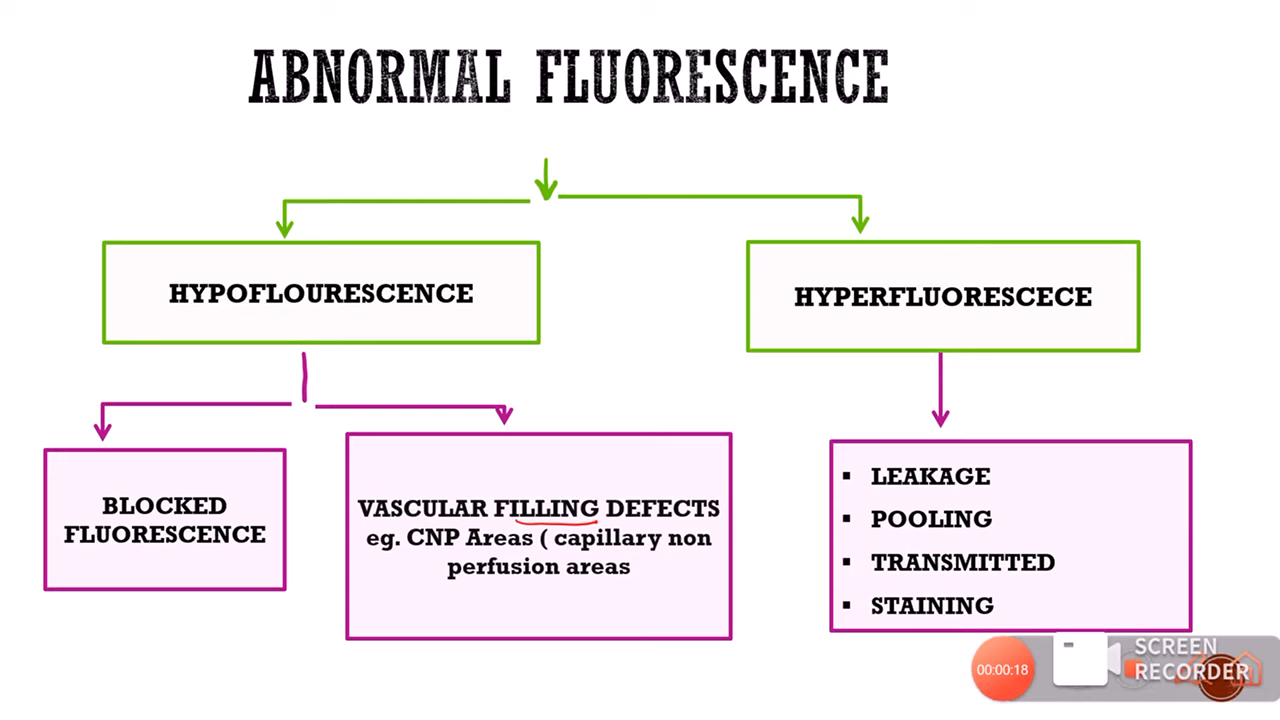 ABNORMAL FLUORESCENCE
HYPOFLOURESCENCE
HYPERFLUORESCECE
BLOCKED
FLUORESCENCE
VASCULAR FILLING DEFECTS
eg. CNP Areas ( capillary non
perfusion areas
▪ LEAKAGE
▪ POOLING
▪ TRANSMITTED
▪ STAINING
00:00:18
SCREEN
RECORDER